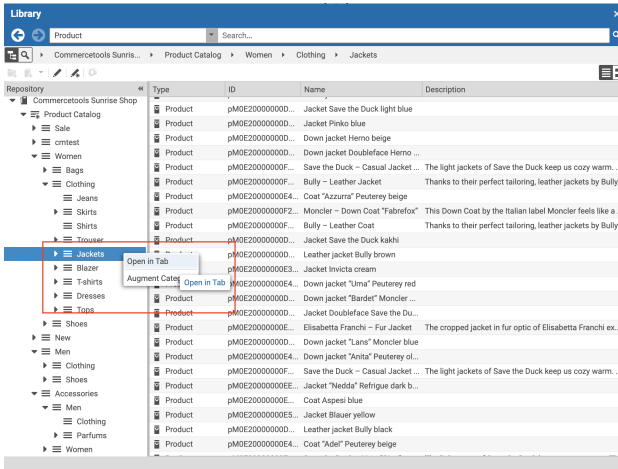 Library
Product Search...
Commercetools Sunris... Product Catalog Women Clothing Jackets
Repository
Commercetools Sunrise Shop
Product Catalog
Sale
cmtest
Women
Bags
Clothing
Jeans
Skirts
Shirts
Trouser
Jackets
Blazer
T-shirts
Dresses
Tops
Shoes
New
Men
Clothing
Shoes
Accessories
Men
Clothing
Parfums
Women
Open in Tab
Augment Categ
Open in Tab
Type ID Name Description
Product pM0E20000000D... Jacket Save the Duck light blue
Product pM0E20000000D... Jacket Pinko blue
Product pM0E20000000D... Down jacket Herno beige
Product pM0E20000000D... Down jacket Doubleface Herno ...
Product pM0E20000000F... Save the Duck – Casual Jacket ... The light jackets of Save the Duck keep us cozy warm. ..
Product pM0E20000000F... Bully – Leather Jacket Thanks to their perfect tailoring, leather jackets by Bully
Product pM0E20000000E4... Coat "Azzurra" Peuterey beige
Product pM0E20000000F2... Moncler – Down Coat "Fabrefox" This Down Coat by the Italian label Moncler feels like a .
Product pM0E20000000F... Bully – Leather Coat Thanks to their perfect tailoring, leather jackets by Bully
Product pM0E20000000D... Jacket Save the Duck kakhi
Product pM0E20000000D... Leather jacket Bully brown
pM0E20000000E3... Jacket Invicta cream
pM0E20000000E4... Down jacket "Uma" Peuterey red
Product pM0E20000000D... Down jacket "Bardet" Moncler ...
Product pM0E20000000D... Jacket Doubleface Save the Du...
Product pM0E20000000E... Elisabetta Franchi – Fur Jacket The cropped jacket in fur optic of Elisabetta Franchi ex..
Product pM0E20000000D... Down jacket "Lans" Moncler blue
Product pM0E20000000E4... Down jacket "Anita" Peuterey ol...
Product pM0E20000000F... Save the Duck – Casual Jacket ... The light jackets of Save the Duck keep us cozy warm. ..
Product pM0E20000000EE... Jacket "Nedda" Refrigue dark b...
Product pM0E20000000E... Coat Aspesi blue
Product pM0E20000000E5... Jacket Blauer yellow
Product pM0E20000000D... Leather jacket Bully black
Product pM0E20000000E4... Coat "Adel" Peuterey beige